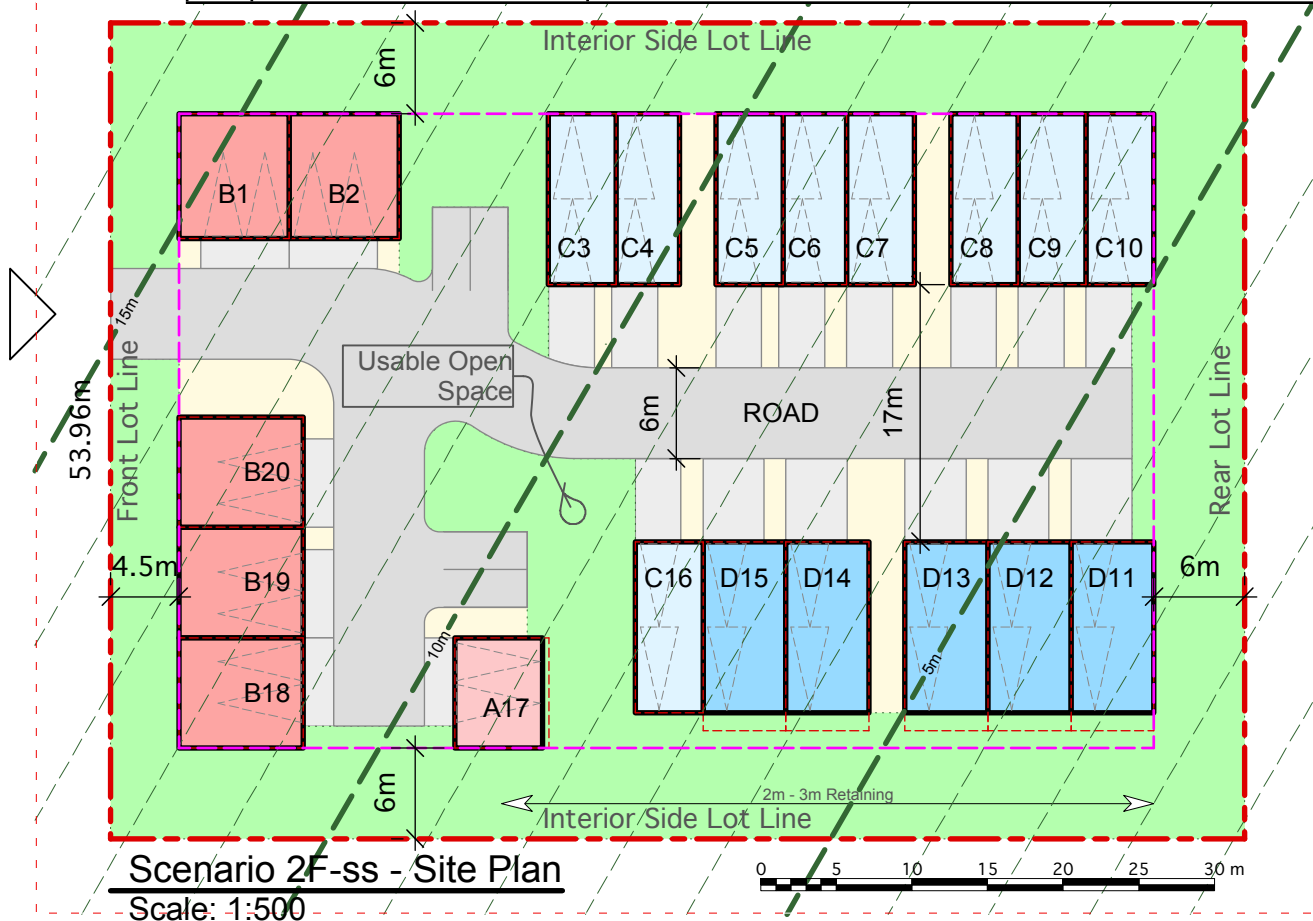 Interior Side Lot Line
6m
B1
B2
C3
C4
C5
C6
C7
C8
C9
C10
15m
Front Lot Line
53.96m
Usable Open
Space
6m
ROAD
17m
Rear Lot Line
B20
B19
B18
4.5m
10m
A17
C16
D15
D14
D13
D12
D11
5m
6m
6m
2m - 3m Retaining
Interior Side Lot Line
Scenario 2F-ss - Site Plan
Scale: 1:500
0 5 10 15 20 25 30 m